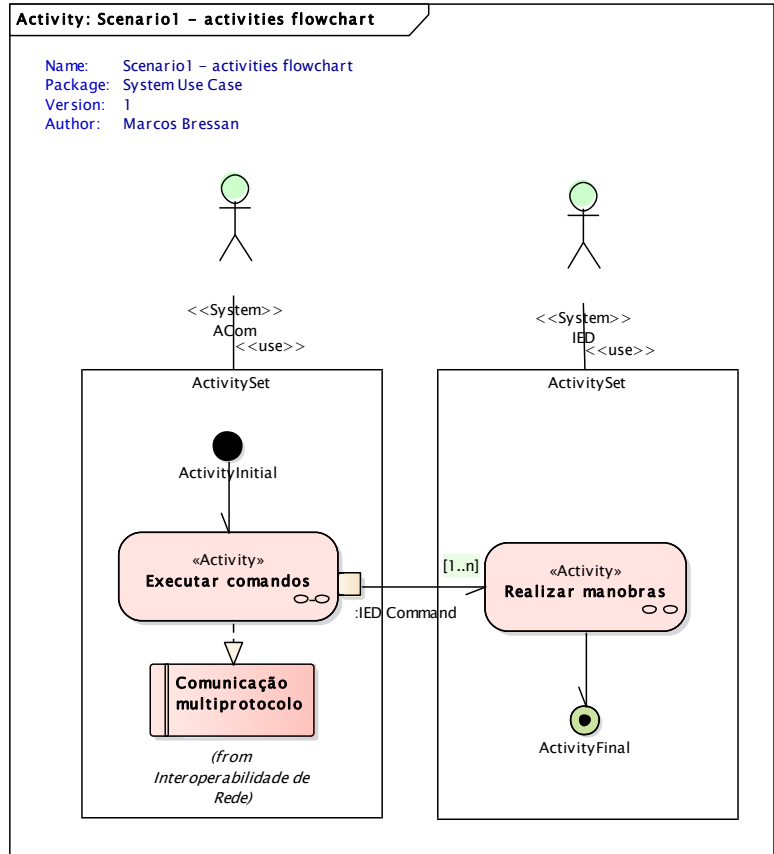 Activity: Scenario1 - activities flowchart
Name: Scenario1 - activities flowchart
Package: System Use Case
Version: 1
Author: Marcos Bressan
<<System>>
ACom
<<use>>
<<System>>
IED
<<use>>
ActivitySet
ActivitySet
ActivityInitial
«Activity»
Executar comandos
[1..n]
:IED Command
«Activity»
Realizar manobras
Comunicação
multiprotocolo
(from
Interoperabilidade de
Rede)
ActivityFinal